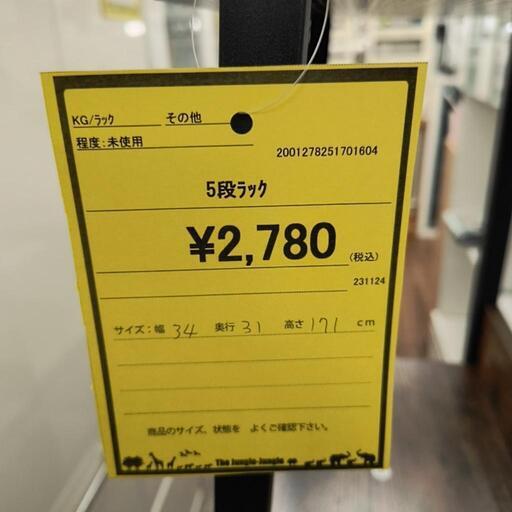 KG/ラック その他
程度:未使用
2001278251701604
5段ラック
¥2,780 (税込)
231124
サイズ:幅 34 奥行 31 高さ 171 cm
商品のサイズ、状態を よくご確認下さい。
The Jungle-Jungle